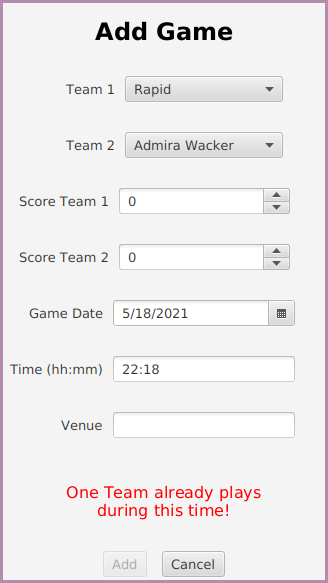 Add Game
Team 1 Rapid
Team 2 Admira Wacker
Score Team 1 0
Score Team 2 0
Game Date 5/18/2021
Time (hh:mm) 22:18
Venue
One Team already plays
during this time!
Add Cancel